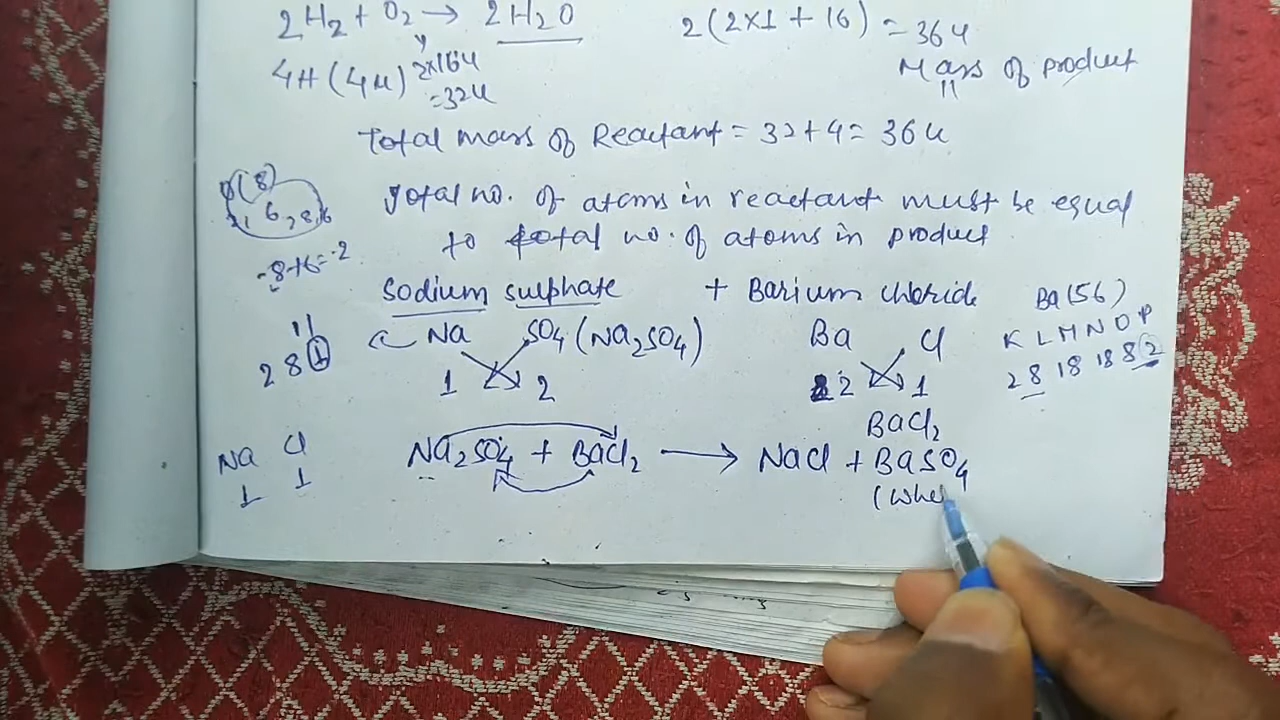 2H₂ + O₂ → 2H₂O 2(2×1 + 16) = 36u
4H (4u) 2×16u = 32u Mass of product
Total mass of Reactant = 32+4 = 36u
(8)
2, 6, 8, 6
Total no. of atoms in reactant must be equal
to total no. of atoms in product
-8+6=-2
Sodium sulphate + Barium chloride Ba(56)
11 Na SO4 (Na₂SO₄) Ba Cl K L M N O P
2 8 1 1 2 2 1 2 8 18 18 8 2
BaCl₂
Na Cl Na₂SO₄ + BaCl₂ → NaCl + BaSO₄
1 1 (Whe